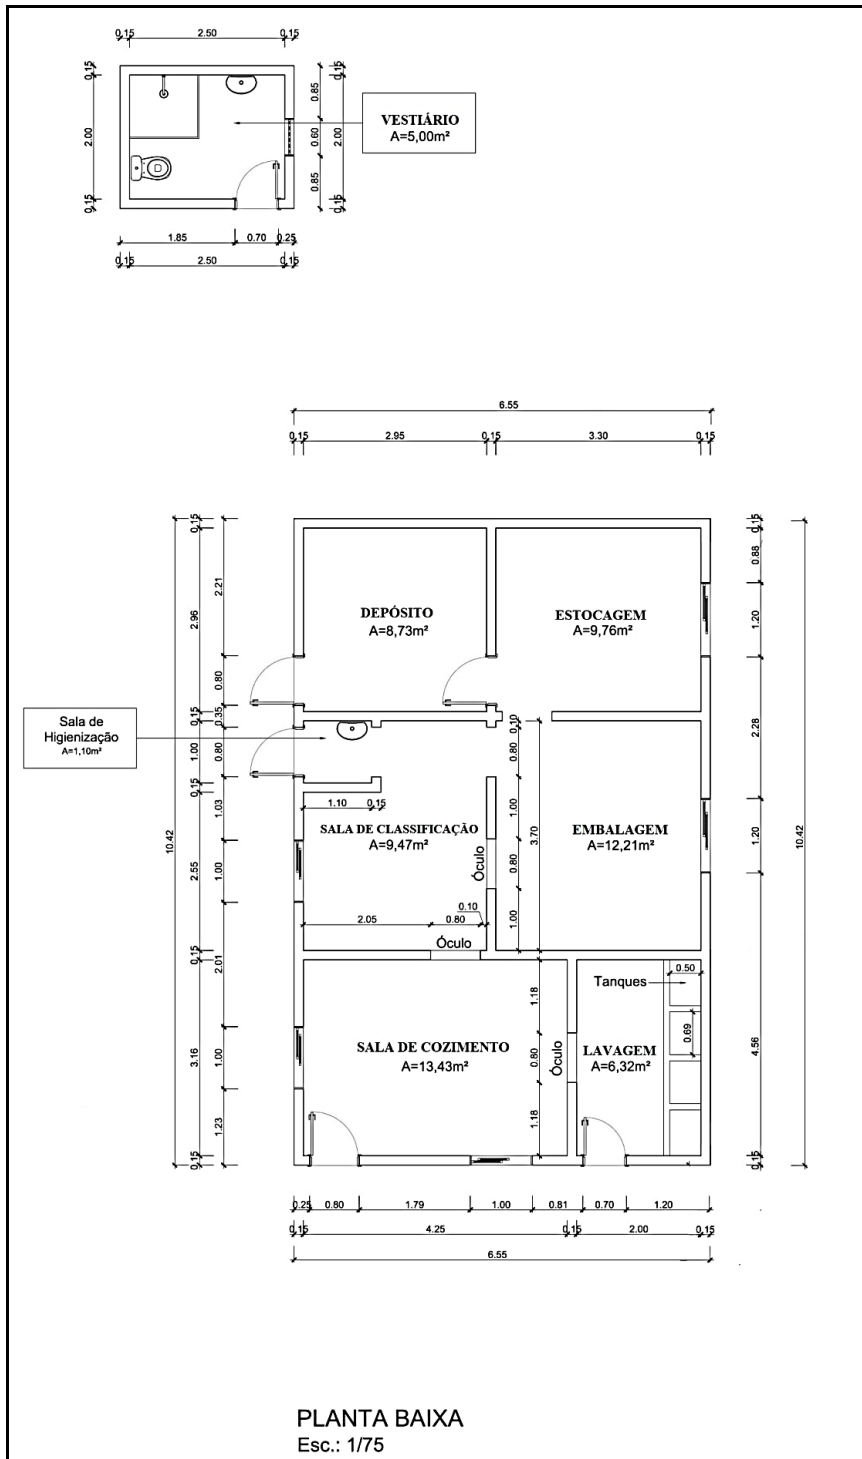 0,15 2.50 0,15
0,15 2.00 0,15
0.85 0.60 0.85
0,15 2.00 0,15
VESTIÁRIO
A=5,00m²
1.85 0.70 0.25
0,15 2.50 0,15
6.55
0,15 2.95 0,15 3.30 0,15
10.42
0,15 2.96 0,15 1.00 0,15 2.55 0,15 3.16 0,15
2.21 0.80 0.35 0.80 1.03 1.00 2.01 1.00 1.23
DEPÓSITO
A=8,73m²
ESTOCAGEM
A=9,76m²
0,15 0.88 1.20 2.28 1.20 4.56 0,15
10.42
Sala de
Higienização
A=1,10m²
1.10 0,15
0,10 0.80 1.00 0.80 1.00
3.70
SALA DE CLASSIFICAÇÃO
A=9,47m²
Óculo
EMBALAGEM
A=12,21m²
0.10
2.05 0.80
Óculo
Tanques
0.50
0.69
1.18 0.80 1.18
SALA DE COZIMENTO
A=13,43m²
Óculo
LAVAGEM
A=6,32m²
0.25 0.80 1.79 1.00 0.81 0.70 1.20
0,15 4.25 0,15 2.00 0,15
6.55
PLANTA BAIXA
Esc.: 1/75